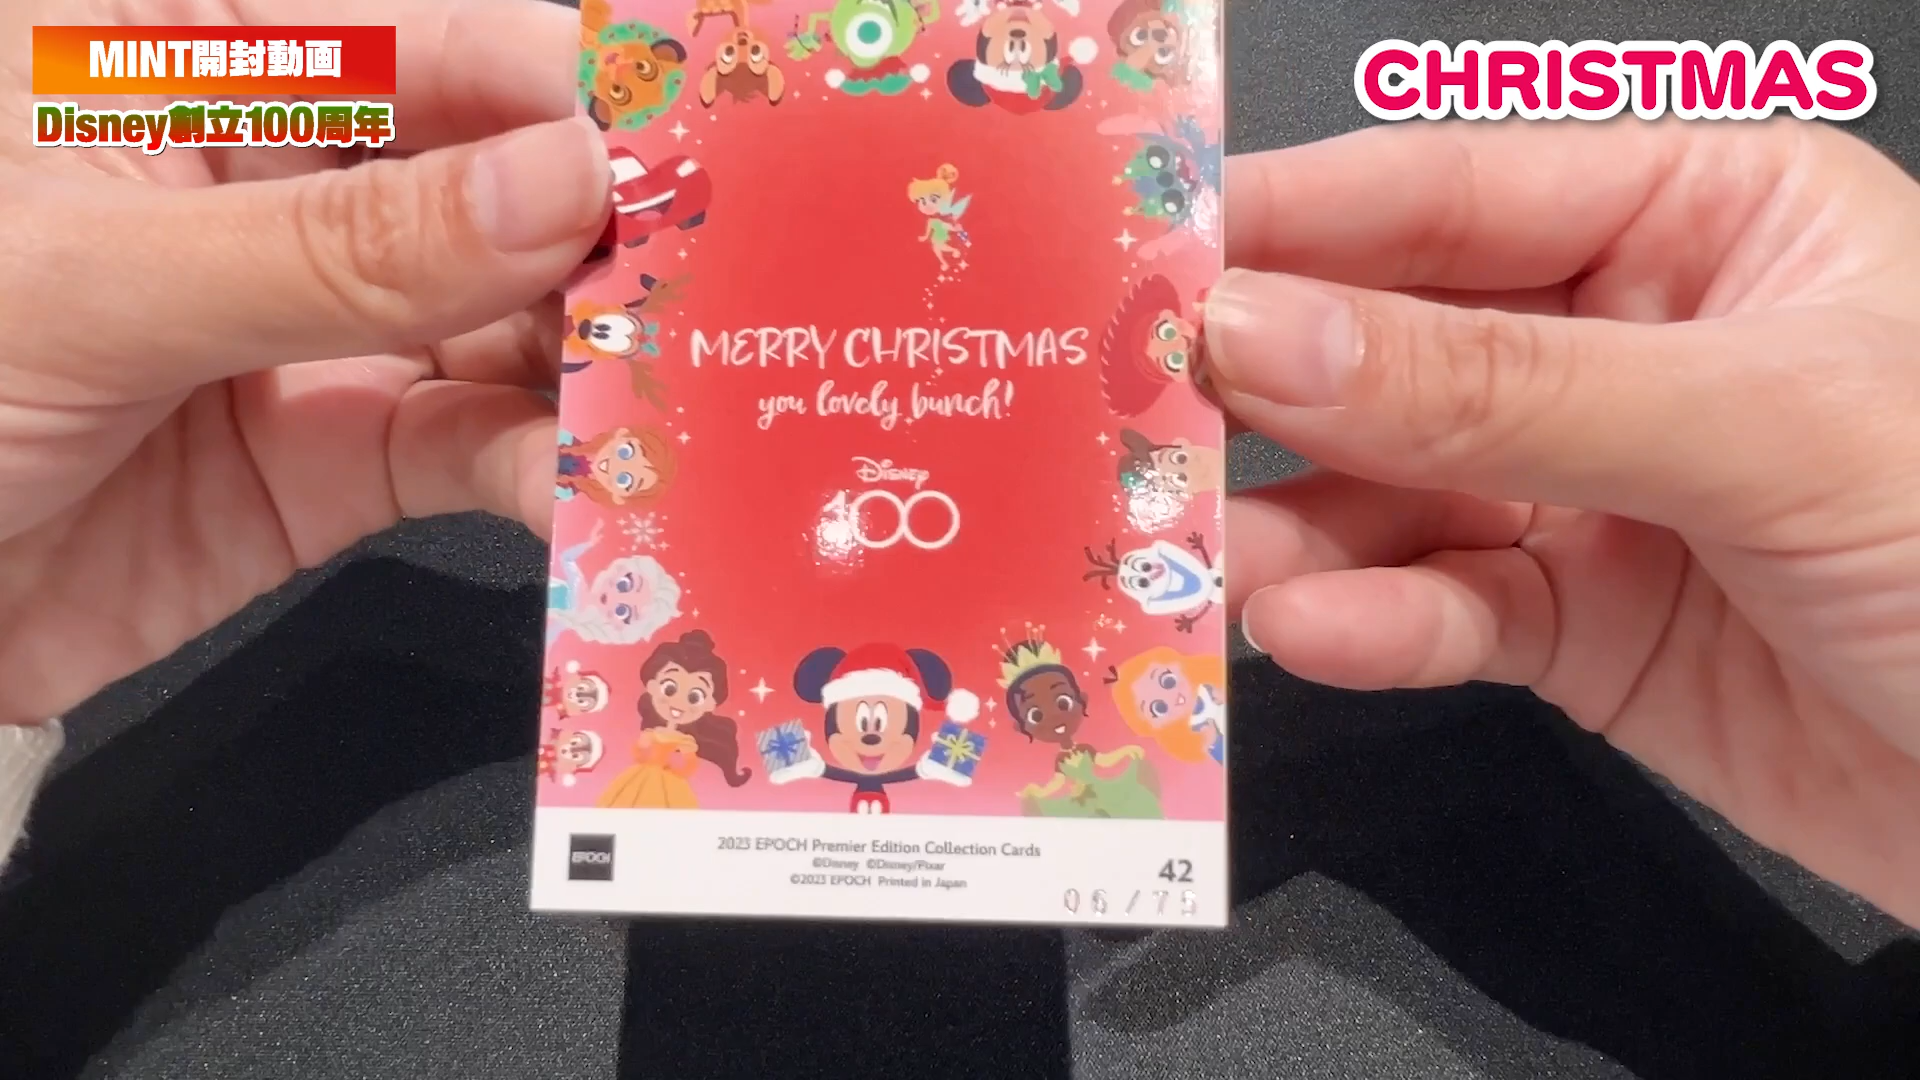 MINT開封動画
Disney創立100周年
CHRISTMAS
MERRY CHRISTMAS
you lovely bunch!
Disney
100
EPOCH
2023 EPOCH Premier Edition Collection Cards
©Disney ©Disney/Pixar
©2023 EPOCH Printed in Japan
42
06/75